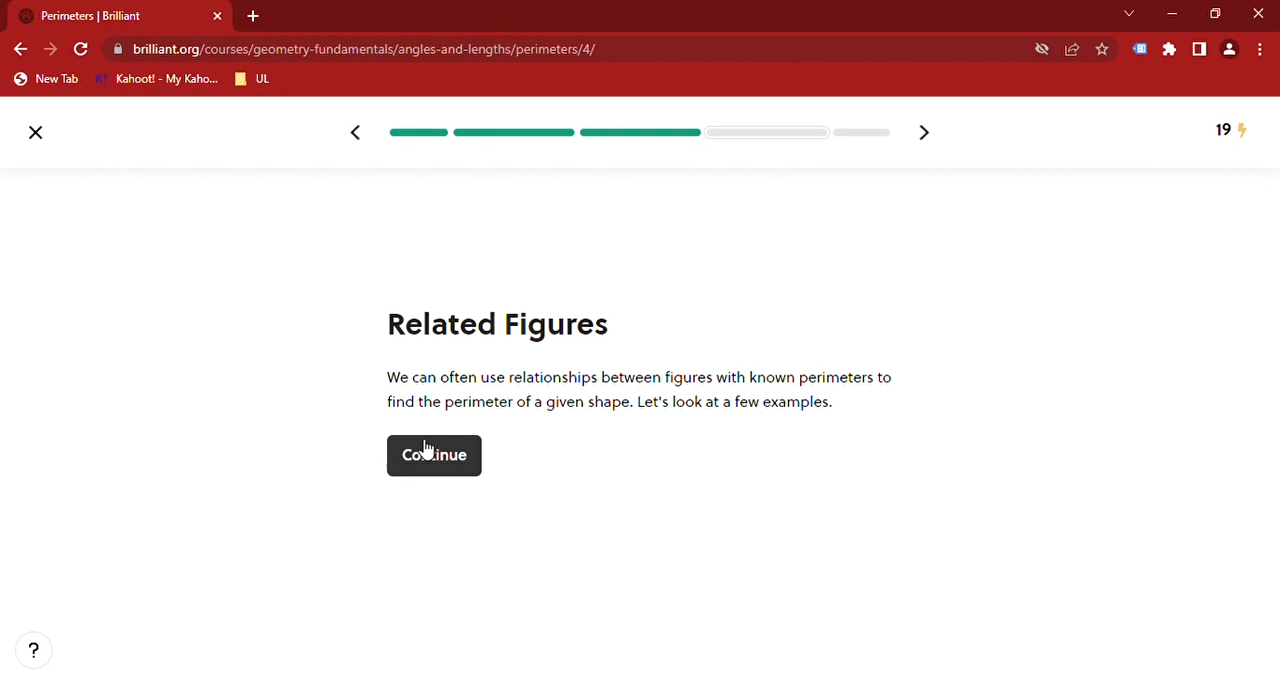 Perimeters | Brilliant
brilliant.org/courses/geometry-fundamentals/angles-and-lengths/perimeters/4/
New Tab
Kahoot! - My Kaho...
UL
19
Related Figures
We can often use relationships between figures with known perimeters to
find the perimeter of a given shape. Let's look at a few examples.
Continue
?